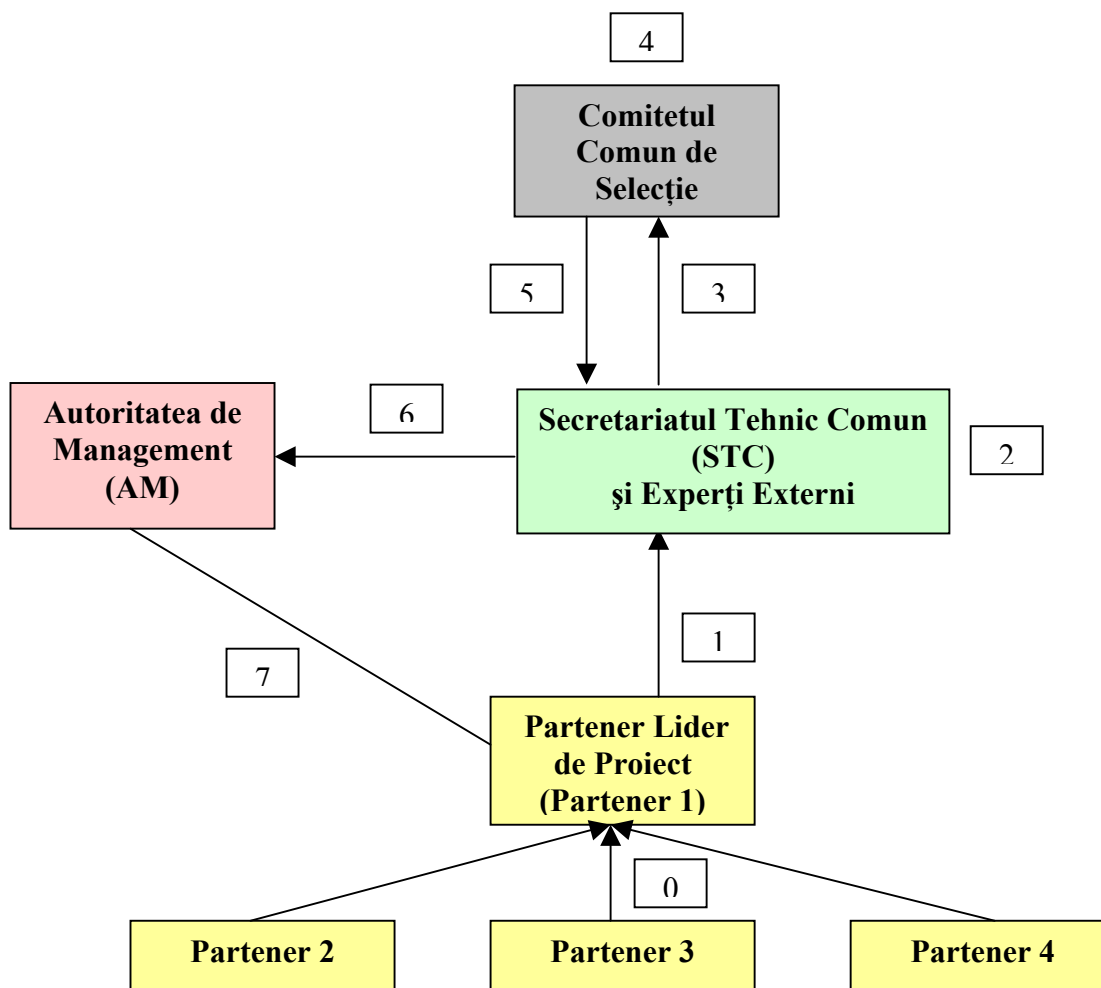 4
Comitetul
Comun de
Selecție
5
3
Autoritatea de
Management
(AM)
6
Secretariatul Tehnic Comun
(STC)
şi Experți Externi
2
1
7
Partener Lider
de Proiect
(Partener 1)
0
Partener 2
Partener 3
Partener 4